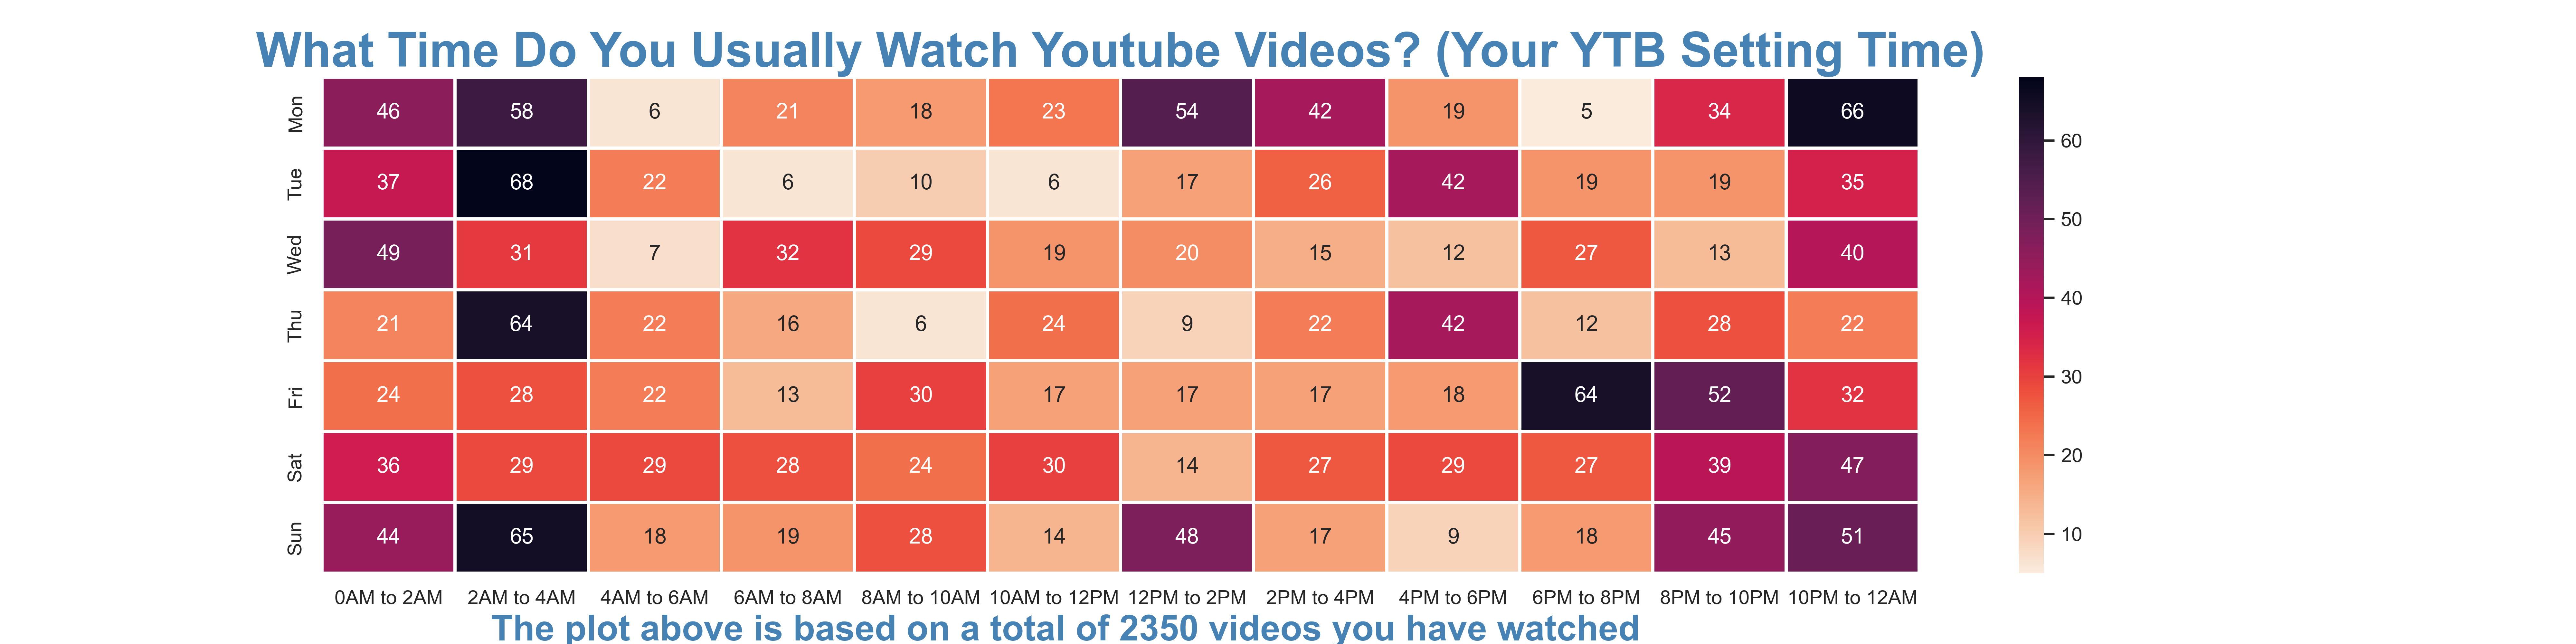 What Time Do You Usually Watch Youtube Videos? (Your YTB Setting Time)
Mon 46 58 6 21 18 23 54 42 19 5 34 66
60
Tue 37 68 22 6 10 6 17 26 42 19 19 35
50
Wed 49 31 7 32 29 19 20 15 12 27 13 40
40
Thu 21 64 22 16 6 24 9 22 42 12 28 22
30
Fri 24 28 22 13 30 17 17 17 18 64 52 32
20
Sat 36 29 29 28 24 30 14 27 29 27 39 47
10
Sun 44 65 18 19 28 14 48 17 9 18 45 51
0AM to 2AM 2AM to 4AM 4AM to 6AM 6AM to 8AM 8AM to 10AM 10AM to 12PM 12PM to 2PM 2PM to 4PM 4PM to 6PM 6PM to 8PM 8PM to 10PM 10PM to 12AM
The plot above is based on a total of 2350 videos you have watched